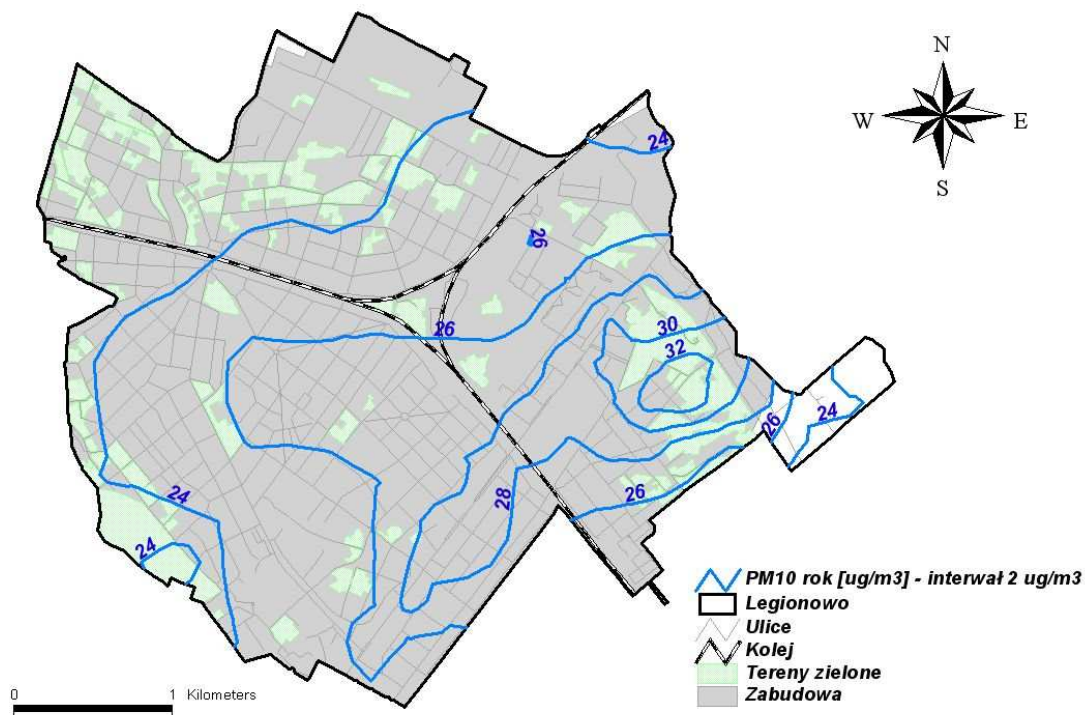 N
W E
S
24
26
26
30
32
24
26
24
28
26
24
PM10 rok [ug/m3] - interwał 2 ug/m3
Legionowo
Ulice
Kolej
Tereny zielone
Zabudowa
0 1 Kilometers